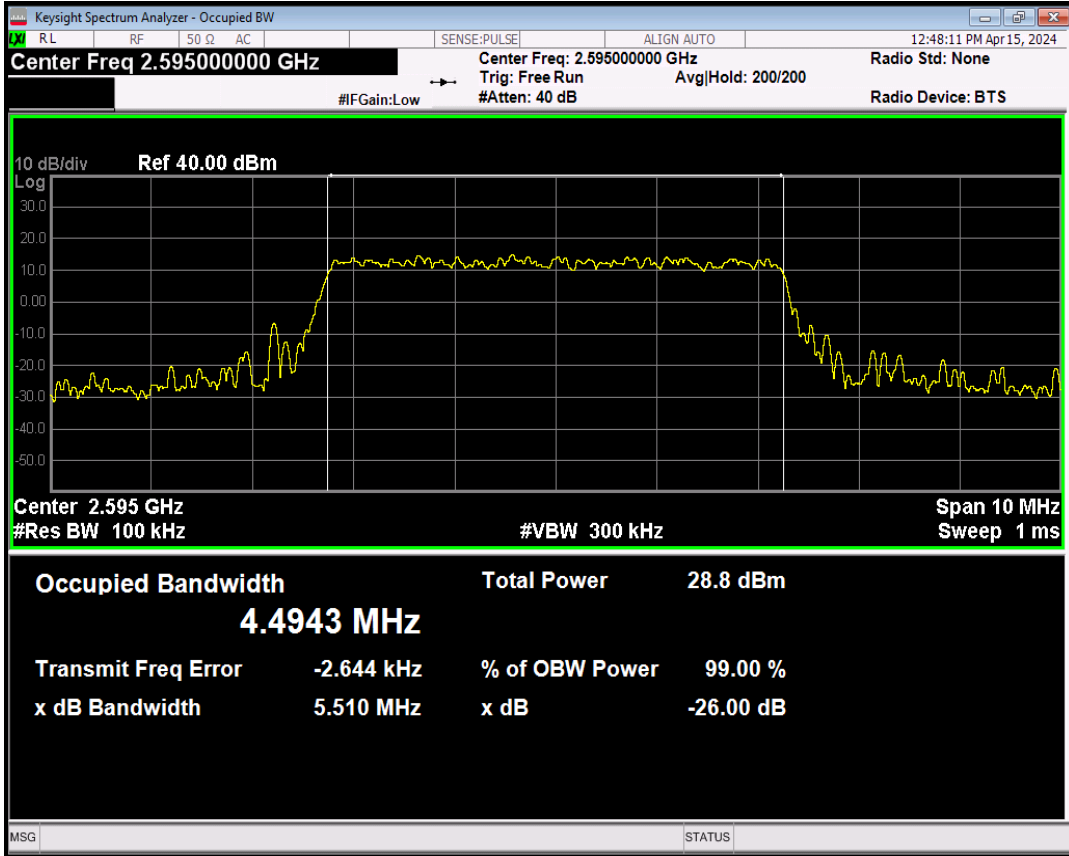 Keysight Spectrum Analyzer - Occupied BW
LXI RL RF 50 Ω AC SENSE:PULSE ALIGN AUTO 12:48:11 PM Apr 15, 2024
Center Freq 2.595000000 GHz Center Freq: 2.595000000 GHz Radio Std: None
Trig: Free Run Avg|Hold: 200/200
#IFGain:Low #Atten: 40 dB Radio Device: BTS
10 dB/div Ref 40.00 dBm
Log
30.0
20.0
10.0
0.00
-10.0
-20.0
-30.0
-40.0
-50.0
Center 2.595 GHz Span 10 MHz
#Res BW 100 kHz #VBW 300 kHz Sweep 1 ms
Occupied Bandwidth Total Power 28.8 dBm
4.4943 MHz
Transmit Freq Error -2.644 kHz % of OBW Power 99.00 %
x dB Bandwidth 5.510 MHz x dB -26.00 dB
MSG STATUS